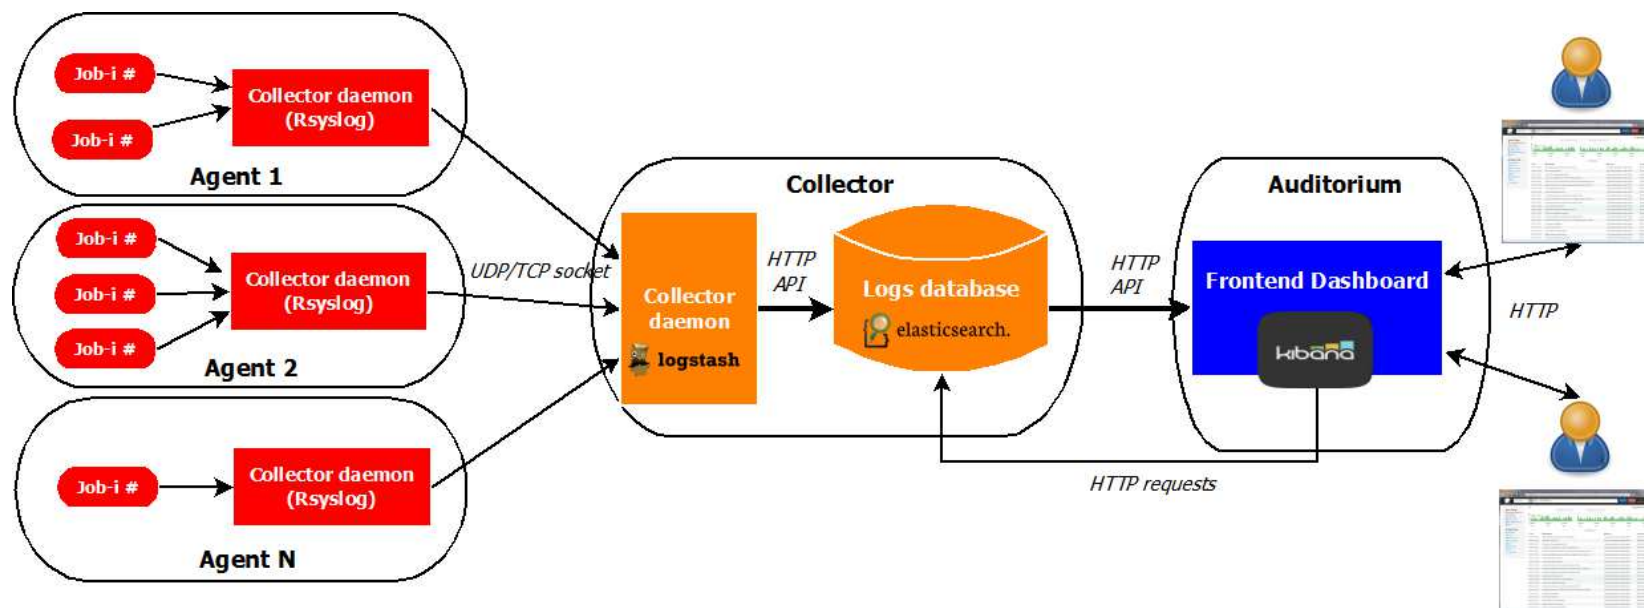 Job-i #
Job-i #
Collector daemon
(Rsyslog)
Agent 1
Job-i #
Job-i #
Job-i #
Collector daemon
(Rsyslog)
Agent 2
Job-i #
Collector daemon
(Rsyslog)
Agent N
UDP/TCP socket
Collector
Collector
daemon
logstash
HTTP
API
Logs database
elasticsearch.
HTTP
API
Auditorium
Frontend Dashboard
kibana
HTTP requests
HTTP